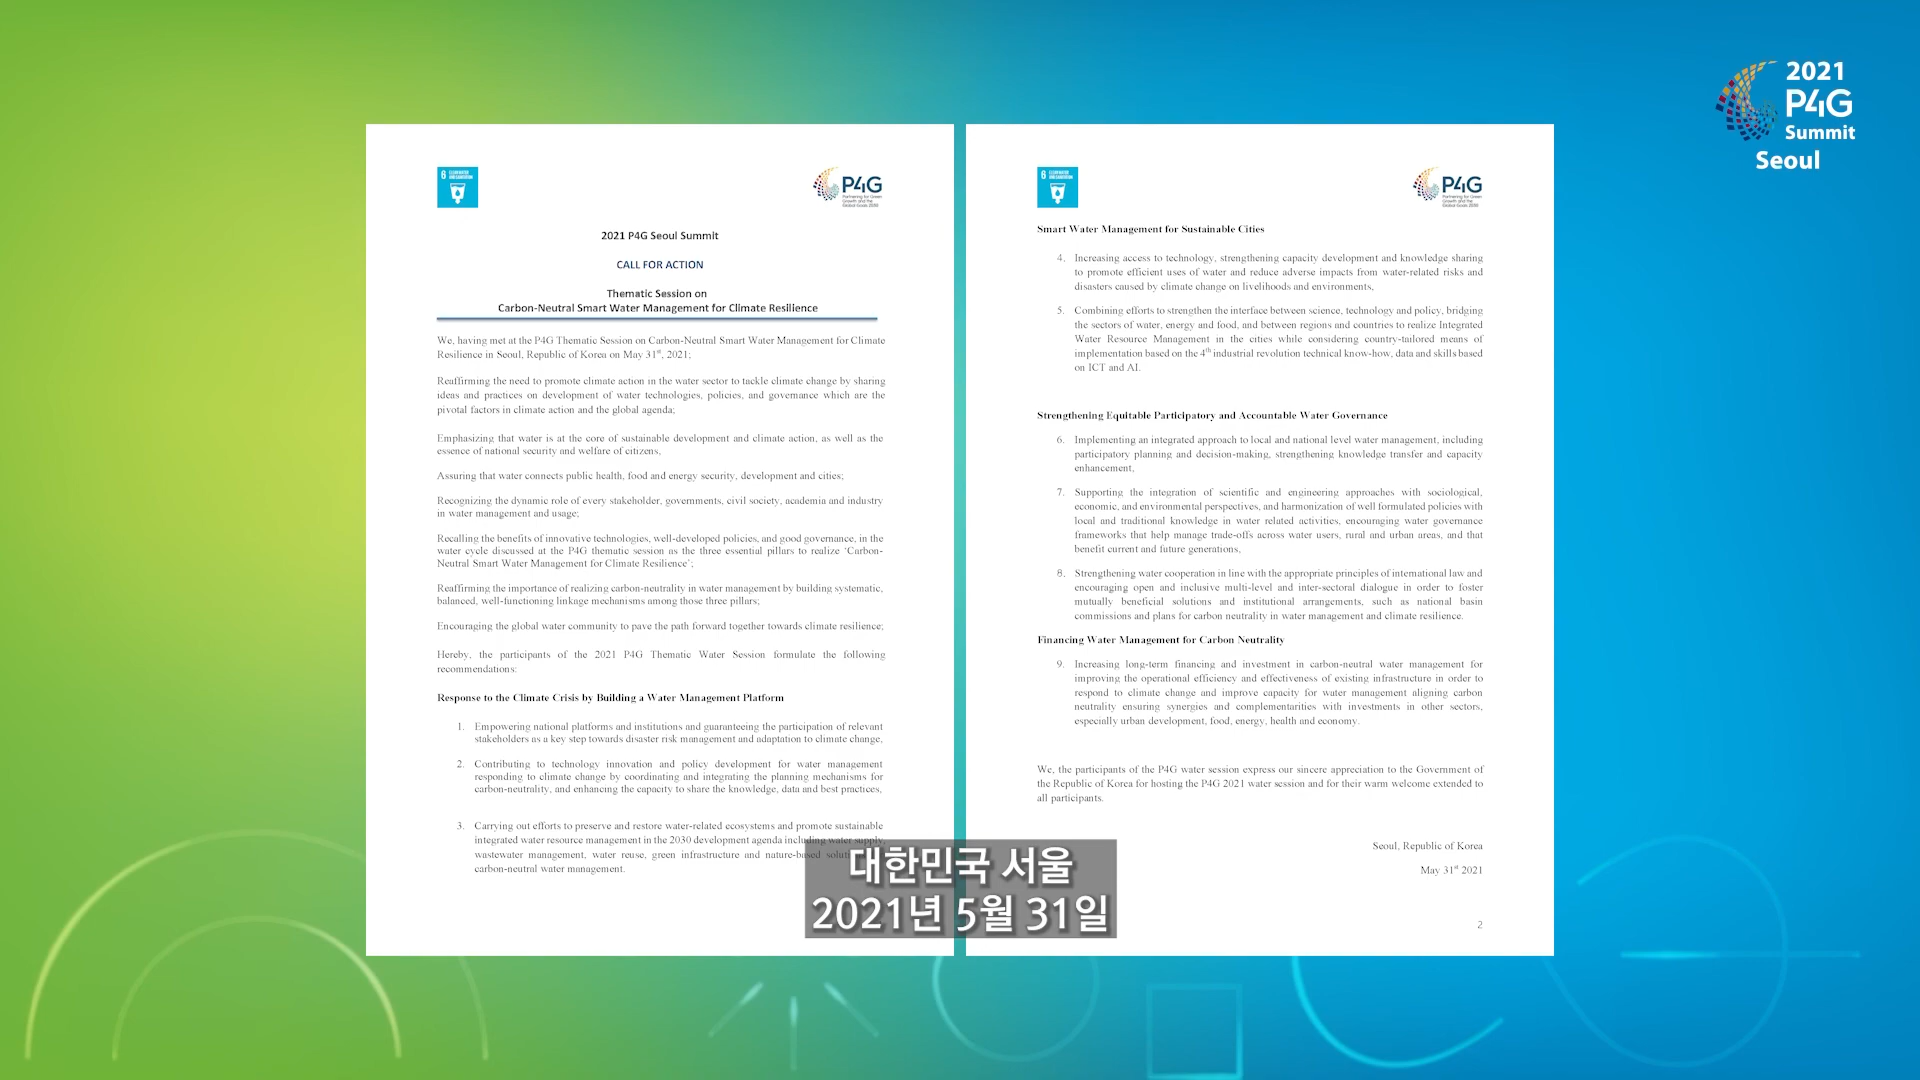 2021
P4G
Summit
Seoul
6 CLEAN WATER
AND SANITATION
P4G
Partnering for Green
Growth and the
Global Goals 2030
2021 P4G Seoul Summit
CALL FOR ACTION
Thematic Session on
Carbon-Neutral Smart Water Management for Climate Resilience
We, having met at the P4G Thematic Session on Carbon-Neutral Smart Water Management for Climate
Resilience in Seoul, Republic of Korea on May 31st, 2021;
Reaffirming the need to promote climate action in the water sector to tackle climate change by sharing
ideas and practices on development of water technologies, policies, and governance which are the
pivotal factors in climate action and the global agenda;
Emphasizing that water is at the core of sustainable development and climate action, as well as the
essence of national security and welfare of citizens,
Assuring that water connects public health, food and energy security, development and cities;
Recognizing the dynamic role of every stakeholder, governments, civil society, academia and industry
in water management and usage;
Recalling the benefits of innovative technologies, well-developed policies, and good governance, in the
water cycle discussed at the P4G thematic session as the three essential pillars to realize ‘Carbon-
Neutral Smart Water Management for Climate Resilience’;
Reaffirming the importance of realizing carbon-neutrality in water management by building systematic,
balanced, well-functioning linkage mechanisms among those three pillars;
Encouraging the global water community to pave the path forward together towards climate resilience;
Hereby, the participants of the 2021 P4G Thematic Water Session formulate the following
recommendations:
Response to the Climate Crisis by Building a Water Management Platform
1. Empowering national platforms and institutions and guaranteeing the participation of relevant
stakeholders as a key step towards disaster risk management and adaptation to climate change,
2. Contributing to technology innovation and policy development for water management
responding to climate change by coordinating and integrating the planning mechanisms for
carbon-neutrality, and enhancing the capacity to share the knowledge, data and best practices,
3. Carrying out efforts to preserve and restore water-related ecosystems and promote sustainable
integrated water resource management in the 2030 development agenda including water supply,
wastewater management, water reuse, green infrastructure and nature-based
carbon-neutral water management.
6 CLEAN WATER
AND SANITATION
P4G
Partnering for Green
Growth and the
Global Goals 2030
Smart Water Management for Sustainable Cities
4. Increasing access to technology, strengthening capacity development and knowledge sharing
to promote efficient uses of water and reduce adverse impacts from water-related risks and
disasters caused by climate change on livelihoods and environments,
5. Combining efforts to strengthen the interface between science, technology and policy, bridging
the sectors of water, energy and food, and between regions and countries to realize Integrated
Water Resource Management in the cities while considering country-tailored means of
implementation based on the 4th industrial revolution technical know-how, data and skills based
on ICT and AI.
Strengthening Equitable Participatory and Accountable Water Governance
6. Implementing an integrated approach to local and national level water management, including
participatory planning and decision-making, strengthening knowledge transfer and capacity
enhancement,
7. Supporting the integration of scientific and engineering approaches with sociological,
economic, and environmental perspectives, and harmonization of well formulated policies with
local and traditional knowledge in water related activities, encouraging water governance
frameworks that help manage trade-offs across water users, rural and urban areas, and that
benefit current and future generations,
8. Strengthening water cooperation in line with the appropriate principles of international law and
encouraging open and inclusive multi-level and inter-sectoral dialogue in order to foster
mutually beneficial solutions and institutional arrangements, such as national basin
commissions and plans for carbon neutrality in water management and climate resilience.
Financing Water Management for Carbon Neutrality
9. Increasing long-term financing and investment in carbon-neutral water management for
improving the operational efficiency and effectiveness of existing infrastructure in order to
respond to climate change and improve capacity for water management aligning carbon
neutrality ensuring synergies and complementarities with investments in other sectors,
especially urban development, food, energy, health and economy.
We, the participants of the P4G water session express our sincere appreciation to the Government of
the Republic of Korea for hosting the P4G 2021 water session and for their warm welcome extended to
all participants.
Seoul, Republic of Korea
May 31st 2021
2
대한민국 서울
2021년 5월 31일